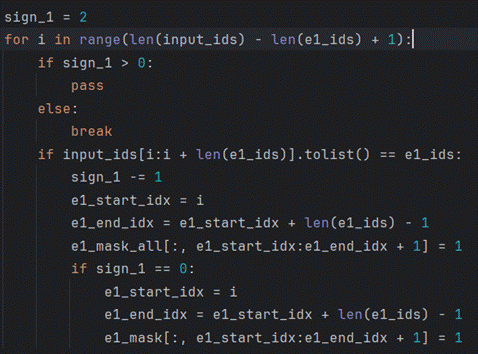 sign_1 = 2
for i in range(len(input_ids) - len(e1_ids) + 1):
    if sign_1 > 0:
        pass
    else:
        break
    if input_ids[i:i + len(e1_ids)].tolist() == e1_ids:
        sign_1 -= 1
        e1_start_idx = i
        e1_end_idx = e1_start_idx + len(e1_ids) - 1
        e1_mask_all[:, e1_start_idx:e1_end_idx + 1] = 1
        if sign_1 == 0:
            e1_start_idx = i
            e1_end_idx = e1_start_idx + len(e1_ids) - 1
            e1_mask[:, e1_start_idx:e1_end_idx + 1] = 1